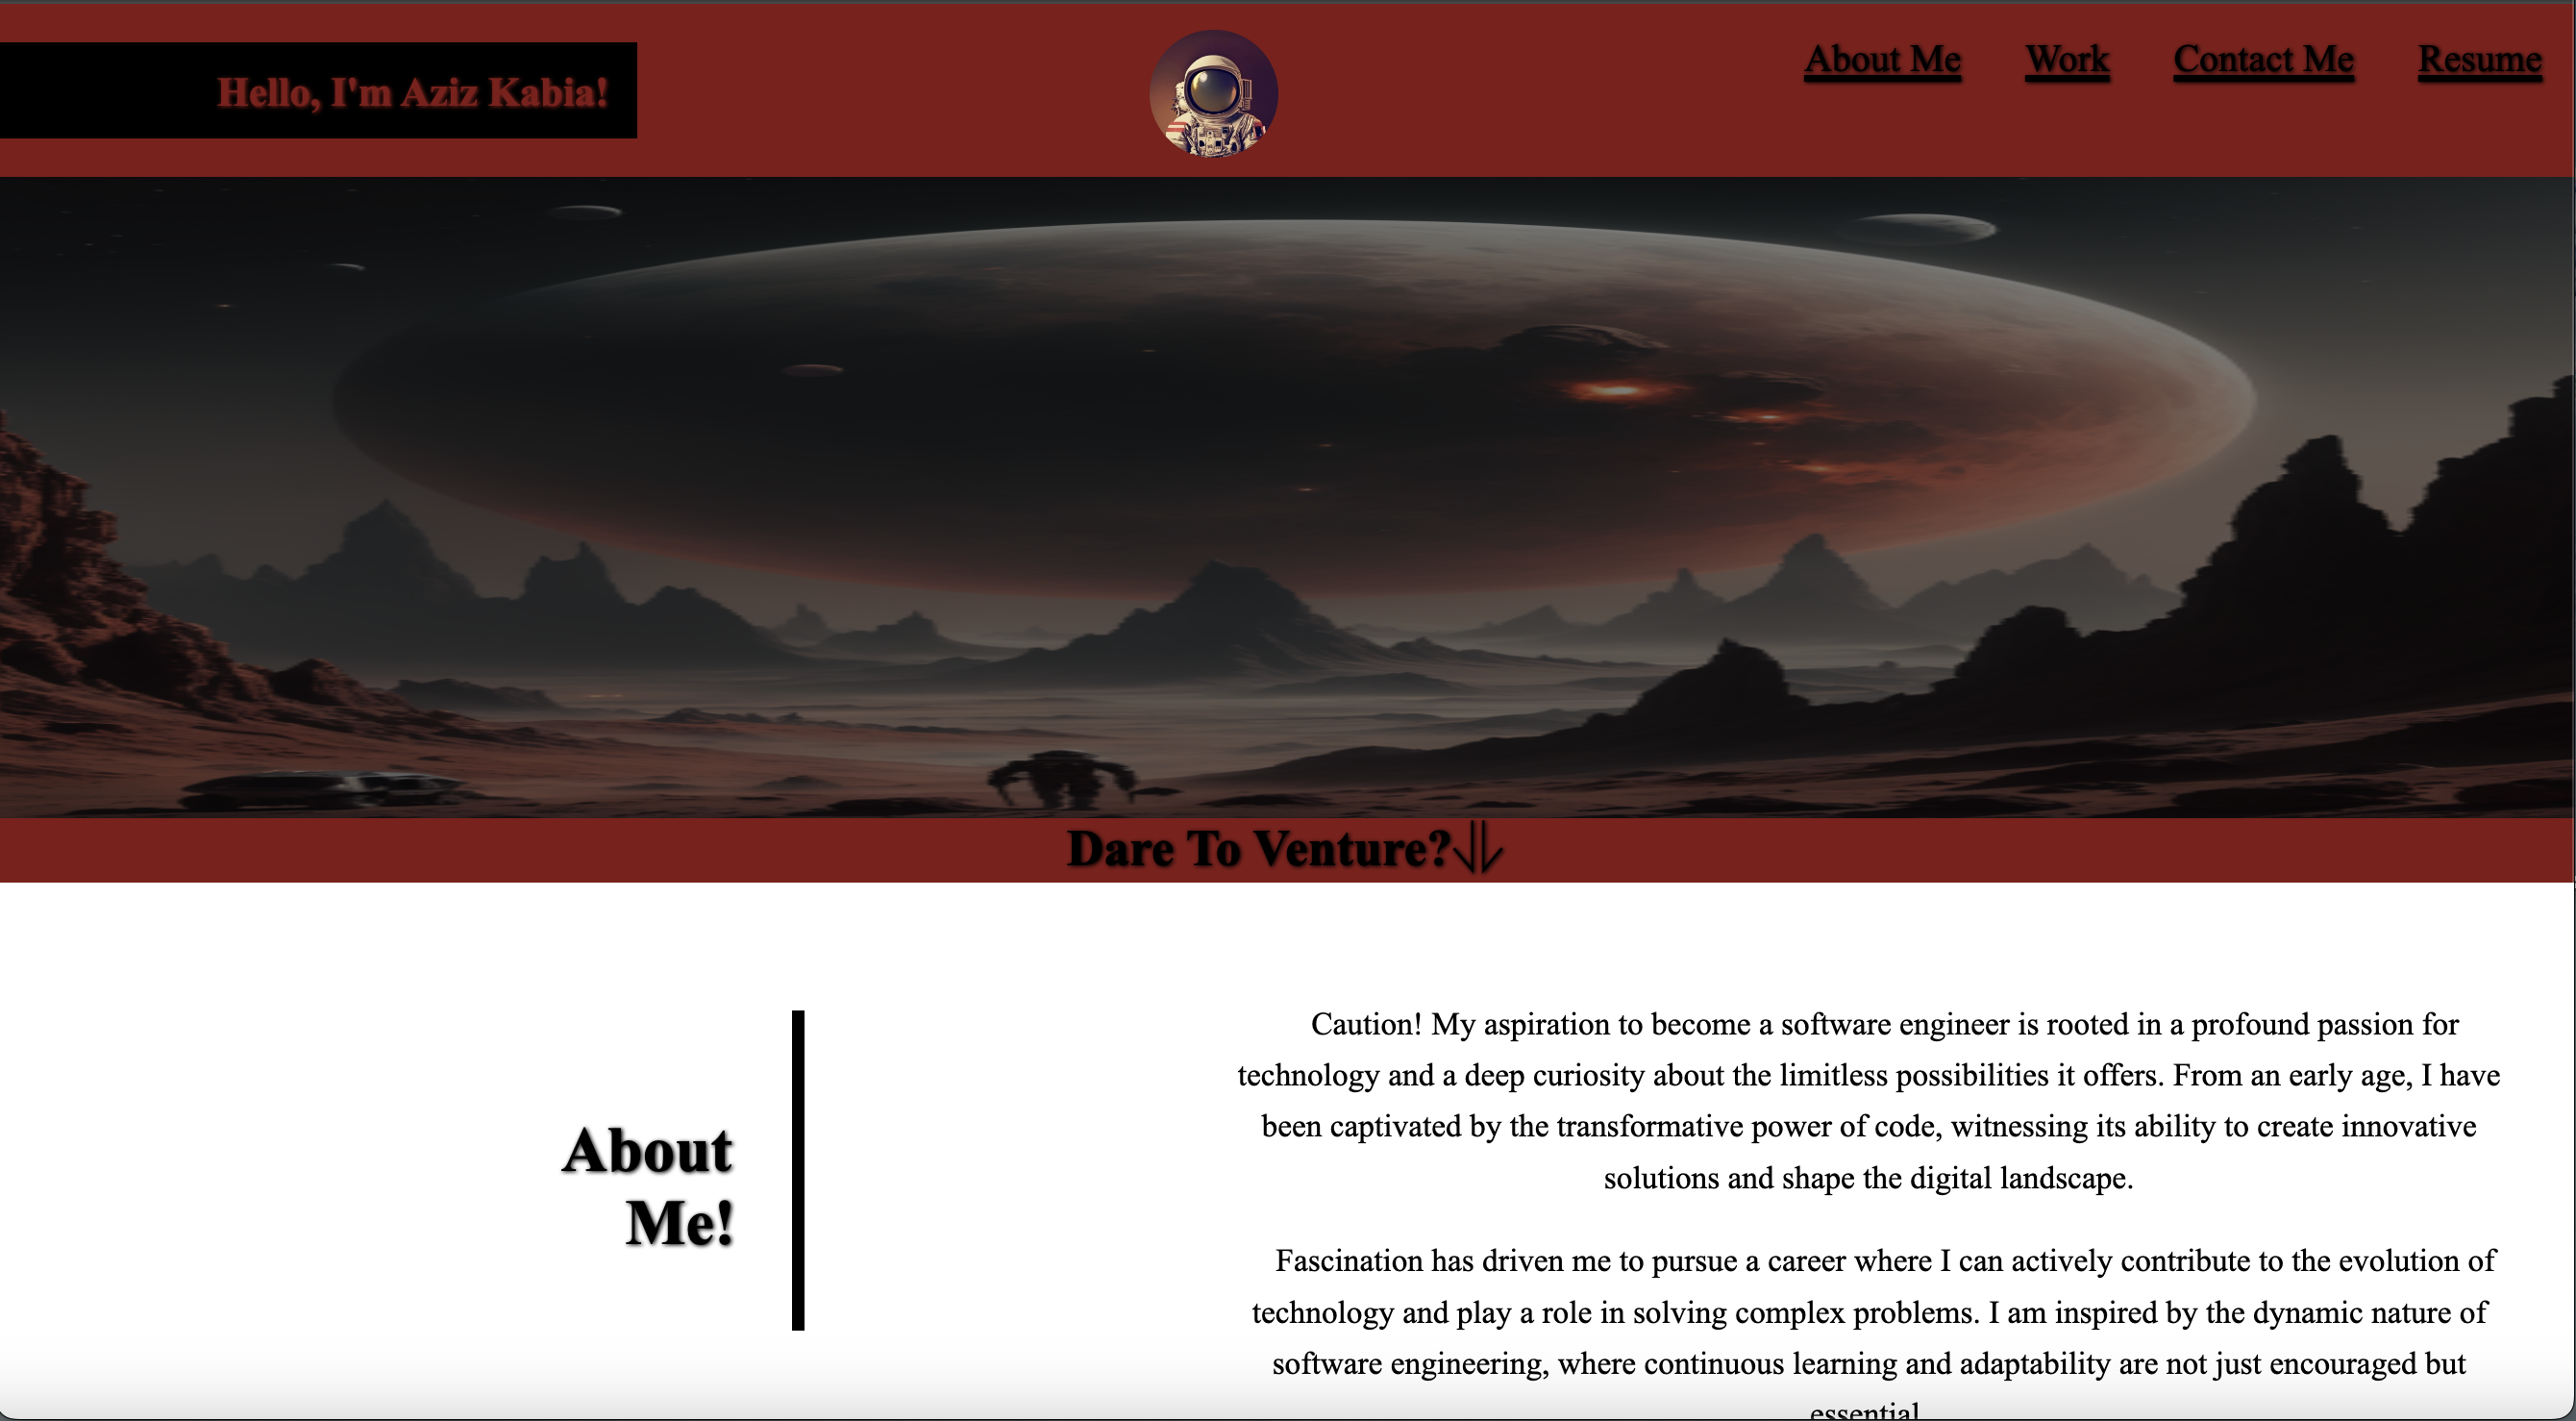 Hello, I'm Aziz Kabia!
About Me Work Contact Me Resume
Dare To Venture?
About
Me!
Caution! My aspiration to become a software engineer is rooted in a profound passion for
technology and a deep curiosity about the limitless possibilities it offers. From an early age, I have
been captivated by the transformative power of code, witnessing its ability to create innovative
solutions and shape the digital landscape.
Fascination has driven me to pursue a career where I can actively contribute to the evolution of
technology and play a role in solving complex problems. I am inspired by the dynamic nature of
software engineering, where continuous learning and adaptability are not just encouraged but
essential